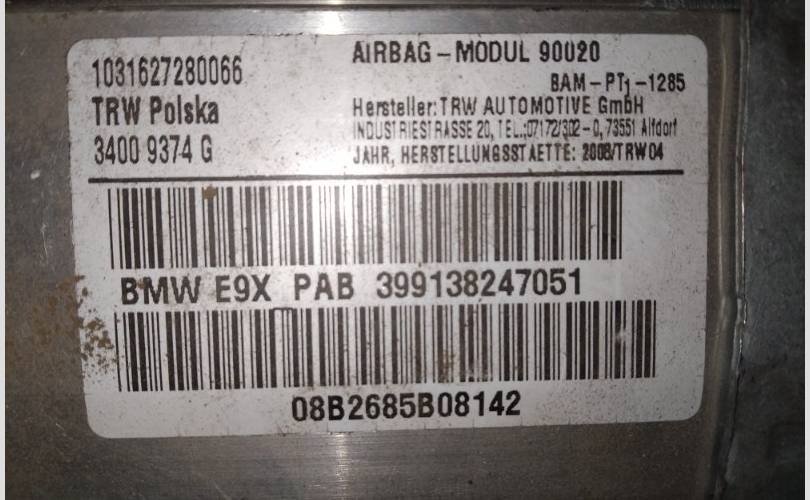 1031627280066
TRW Polska
3400 9374 G
AIRBAG-MODUL 90020
BAM-PT1-1285
Hersteller: TRW AUTOMOTIVE GmbH
INDUSTRIESTRASSE 20, TEL.:07172/302-0, 73551 Alfdorf
JAHR, HERSTELLUNGSSTAETTE: 2008/TRW04
BMW E9X PAB 399138247051
08B2685B08142